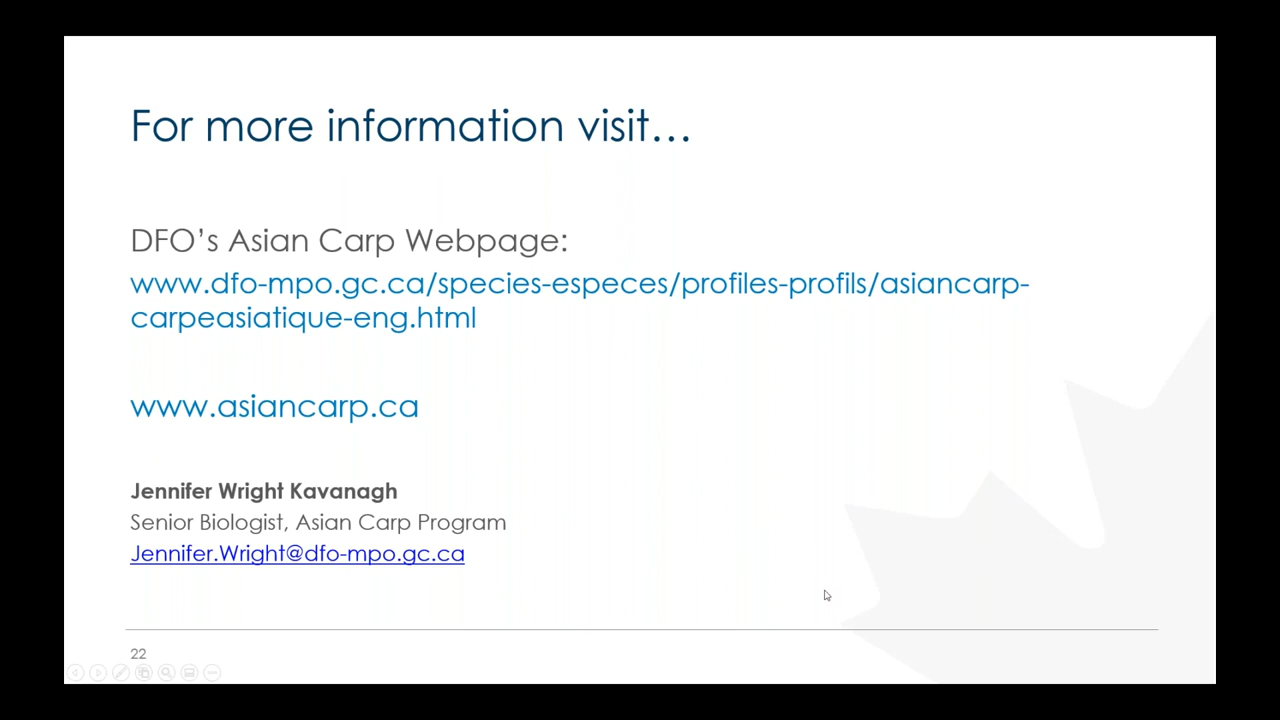 For more information visit…
DFO’s Asian Carp Webpage:
www.dfo-mpo.gc.ca/species-especes/profiles-profils/asiancarp-
carpeasiatique-eng.html
www.asiancarp.ca
Jennifer Wright Kavanagh
Senior Biologist, Asian Carp Program
Jennifer.Wright@dfo-mpo.gc.ca
22